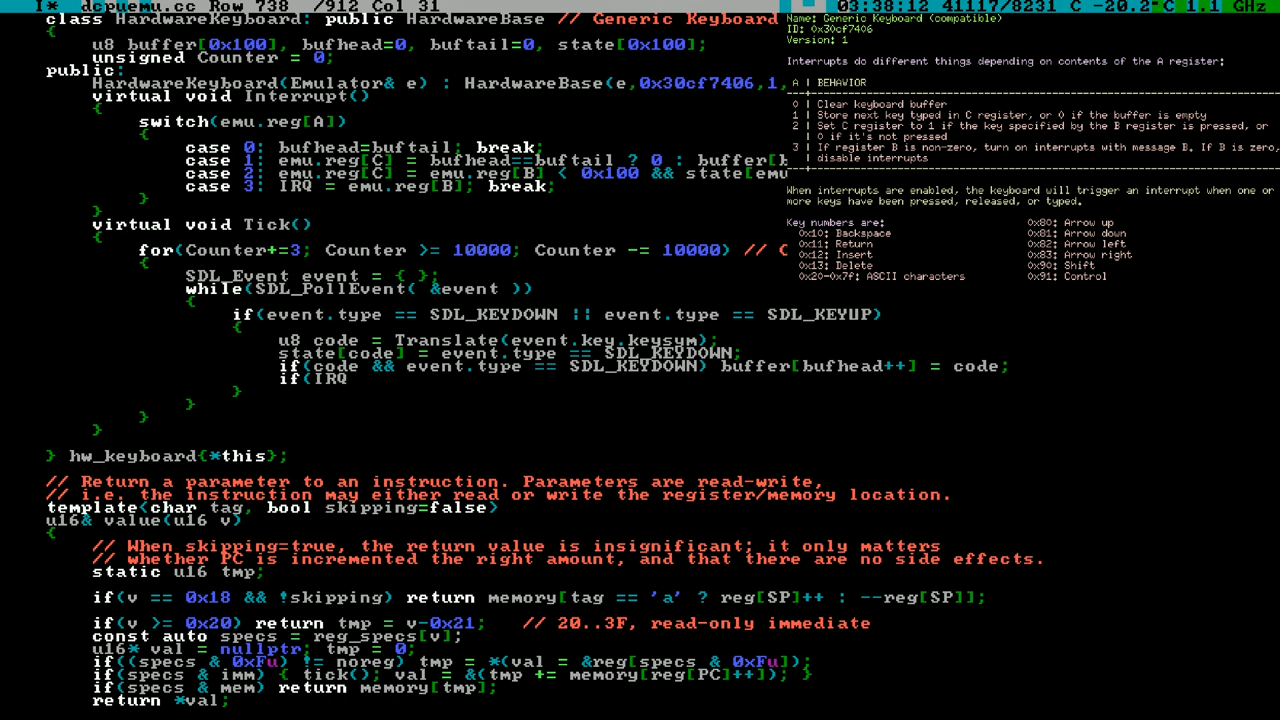 I* dcpuemu.cc Row 738 /912 Col 31
03:38:12 41117/8231 C -20.2°C 1.1 GHz
class HardwareKeyboard: public HardwareBase // Generic Keyboard
{
u8 buffer[0x100], bufhead=0, buftail=0, state[0x100];
unsigned Counter = 0;
public:
HardwareKeyboard(Emulator& e) : HardwareBase(e,0x30cf7406,1,
virtual void Interrupt()
{
switch(emu.reg[A])
{
case 0: bufhead=buftail; break;
case 1: emu.reg[C] = bufhead==buftail ? 0 : buffer[b
case 2: emu.reg[C] = emu.reg[B] < 0x100 && state[emu
case 3: IRQ = emu.reg[B]; break;
}
}
virtual void Tick()
{
for(Counter+=3; Counter >= 10000; Counter -= 10000) // C
{
SDL_Event event = { };
while(SDL_PollEvent( &event ))
{
if(event.type == SDL_KEYDOWN || event.type == SDL_KEYUP)
{
u8 code = Translate(event.key.keysym);
state[code] = event.type == SDL_KEYDOWN;
if(code && event.type == SDL_KEYDOWN) buffer[bufhead++] = code;
if(IRQ
}
}
}
}
} hw_keyboard{*this};
// Return a parameter to an instruction. Parameters are read-write,
// i.e. the instruction may either read or write the register/memory location.
template(char tag, bool skipping=false)
u16& value(u16 v)
{
// When skipping=true, the return value is insignificant; it only matters
// whether PC is incremented the right amount, and that there are no side effects.
static u16 tmp;
if(v == 0x18 && !skipping) return memory[tag == 'a' ? reg[SP]++ : --reg[SP]];
if(v >= 0x20) return tmp = v-0x21; // 20..3F, read-only immediate
const auto specs = reg_specs[v];
u16* val = nullptr; tmp = 0;
if((specs & 0xFu) != noreg) tmp = *(val = &reg[specs & 0xFu]);
if(specs & imm) { tick(); val = &(tmp += memory[reg[PC]++]); }
if(specs & mem) return memory[tmp];
return *val;
Name: Generic Keyboard (compatible)
ID: 0x30cf7406
Version: 1
Interrupts do different things depending on contents of the A register:
A | BEHAVIOR
---+----------------------------------------------------------------------------
0 | Clear keyboard buffer
1 | Store next key typed in C register, or 0 if the buffer is empty
2 | Set C register to 1 if the key specified by the B register is pressed, or
| 0 if it's not pressed
3 | If register B is non-zero, turn on interrupts with message B. If B is zero,
| disable interrupts
---+----------------------------------------------------------------------------
When interrupts are enabled, the keyboard will trigger an interrupt when one or
more keys have been pressed, released, or typed.
Key numbers are:
0x10: Backspace
0x11: Return
0x12: Insert
0x13: Delete
0x20-0x7f: ASCII characters
0x80: Arrow up
0x81: Arrow down
0x82: Arrow left
0x83: Arrow right
0x90: Shift
0x91: Control